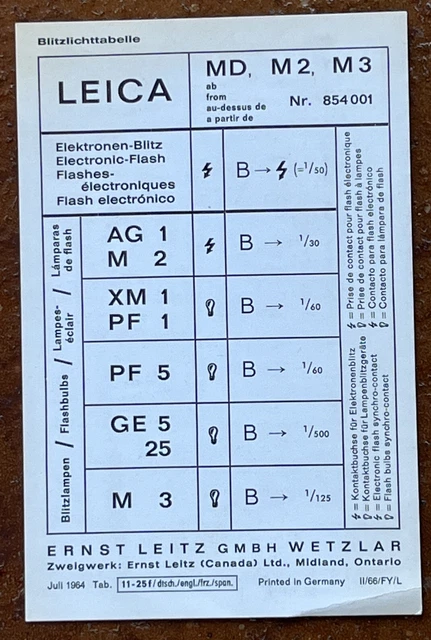 Blitzlichttabelle
LEICA
MD, M2, M3
ab
from
au-dessus de
a partir de
Nr. 854 001
Elektronen-Blitz
Electronic-Flash
Flashes-
électroniques
Flash electrónico
B → (=1/50)
Blitzlampen / Flashbulbs / Lampes-éclair / Lámparas de flash
AG 1
M 2
B → 1/30
XM 1
PF 1
B → 1/60
PF 5
B → 1/60
GE 5
25
B → 1/500
M 3
B → 1/125
= Kontaktbuchse für Elektronenblitz
= Kontaktbuchse für Lampenblitzgeräte
= Electronic flash synchro-contact
= Flash bulbs synchro-contact
= Prise de contact pour flash électronique
= Prise de contact pour flash à lampes
= Contacto para flash electrónico
= Contacto para lámpara de flash
ERNST LEITZ GMBH WETZLAR
Zweigwerk: Ernst Leitz (Canada) Ltd., Midland, Ontario
Juli 1964 Tab. 11-25f/dtsch./engl./frz./span. Printed in Germany II/66/FY/L